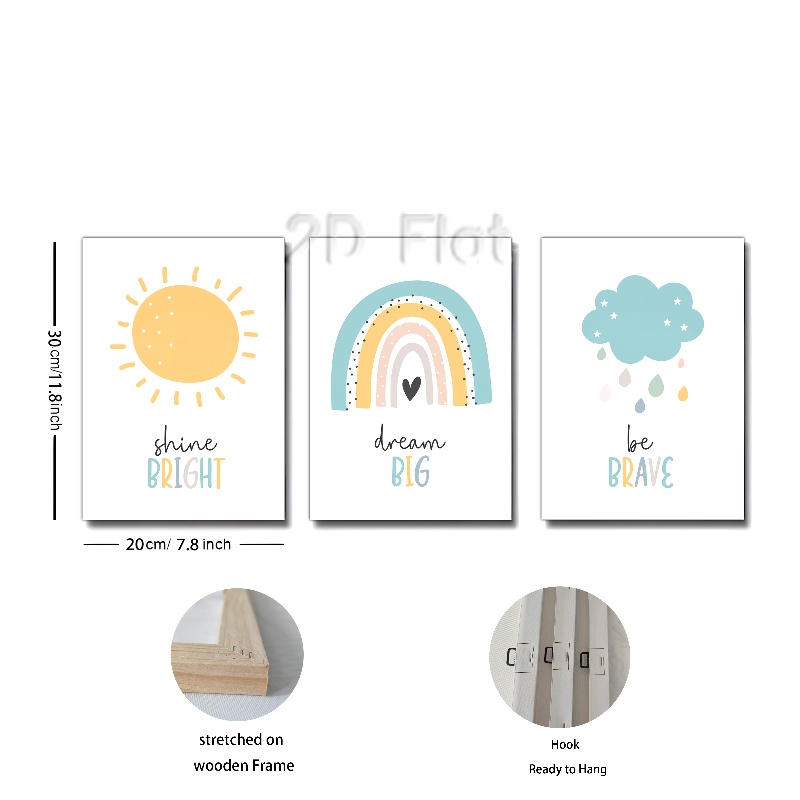 2D Flat
30cm/11.8inch
shine
BRIGHT
dream
BIG
be
BRAVE
20cm/ 7.8 inch
stretched on
wooden Frame
Hook
Ready to Hang